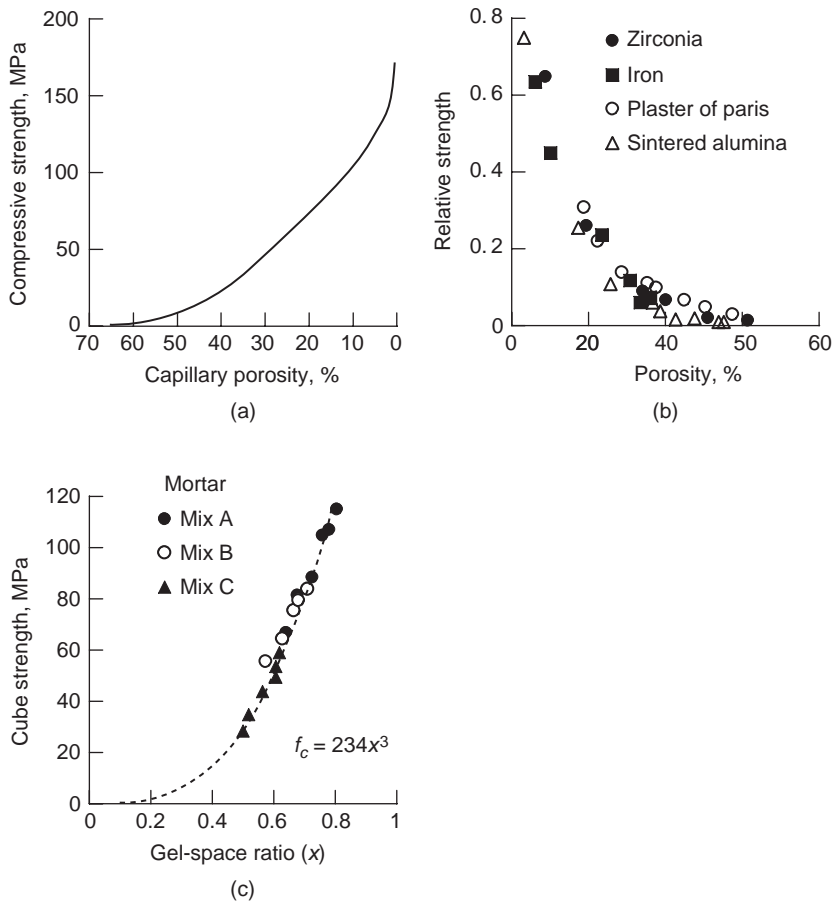 200
150
100
50
0
Compressive strength, MPa
70 60 50 40 30 20 10 0
Capillary porosity, %
(a)
0.8
0.6
0.4
0.2
0
Relative strength
Zirconia
Iron
Plaster of paris
Sintered alumina
0 20 20 40 50 60
Porosity, %
(b)
Mortar
Mix A
Mix B
Mix C
120
100
80
60
40
20
0
Cube strength, MPa
f_c = 234x³
0 0.2 0.4 0.6 0.8 1
Gel-space ratio (x)
(c)